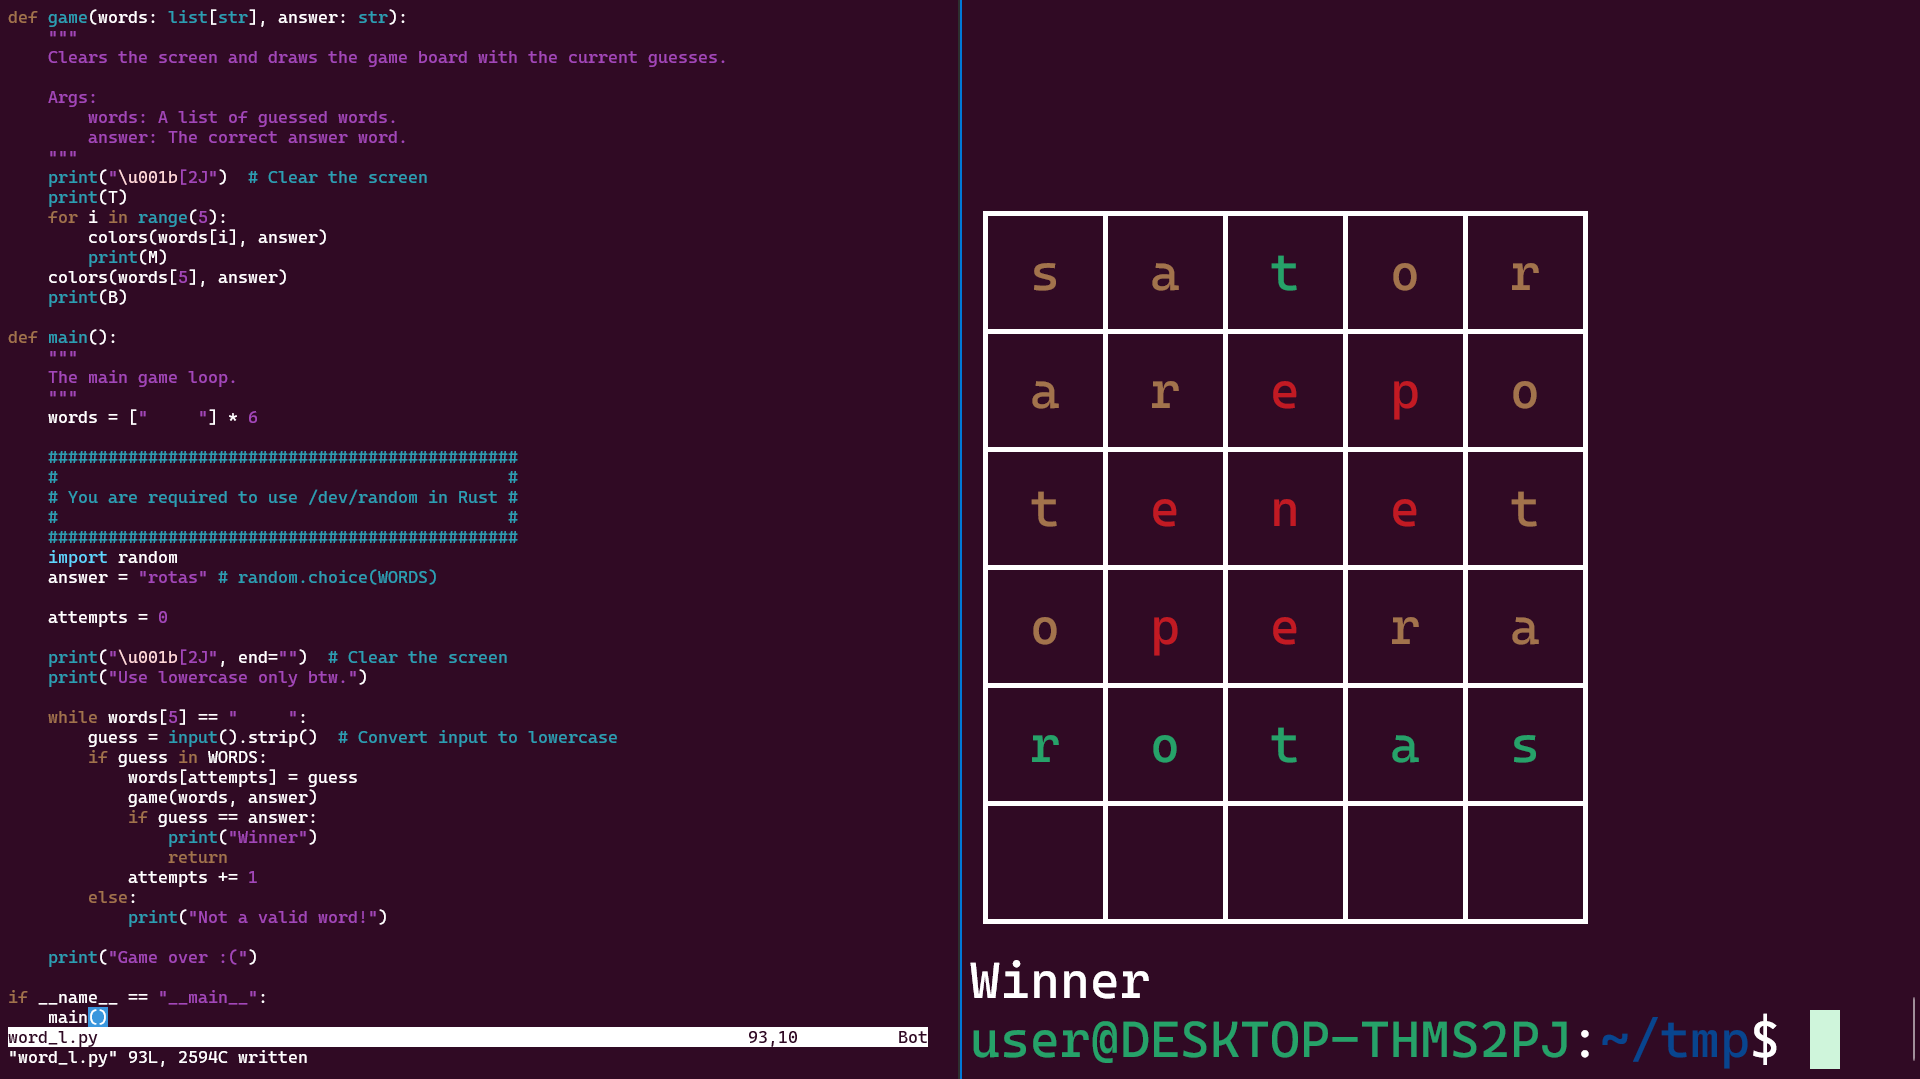 def game(words: list[str], answer: str):
    """
    Clears the screen and draws the game board with the current guesses.

    Args:
        words: A list of guessed words.
        answer: The correct answer word.
    """
    print("\u001b[2J")  # Clear the screen
    print(T)
    for i in range(5):
        colors(words[i], answer)
        print(M)
    colors(words[5], answer)
    print(B)

def main():
    """
    The main game loop.
    """
    words = ["     "] * 6

    ###############################################
    #                                             #
    # You are required to use /dev/random in Rust #
    #                                             #
    ###############################################
    import random
    answer = "rotas" # random.choice(WORDS)

    attempts = 0

    print("\u001b[2J", end="")  # Clear the screen
    print("Use lowercase only btw.")

    while words[5] == "     ":
        guess = input().strip()  # Convert input to lowercase
        if guess in WORDS:
            words[attempts] = guess
            game(words, answer)
            if guess == answer:
                print("Winner")
                return
            attempts += 1
        else:
            print("Not a valid word!")

    print("Game over :(")

if __name__ == "__main__":
    main()
word_l.py                                                                 93,10          Bot
"word_l.py" 93L, 2594C written
s a t o r
a r e p o
t e n e t
o p e r a
r o t a s
Winner
user@DESKTOP-THMS2PJ:~/tmp$